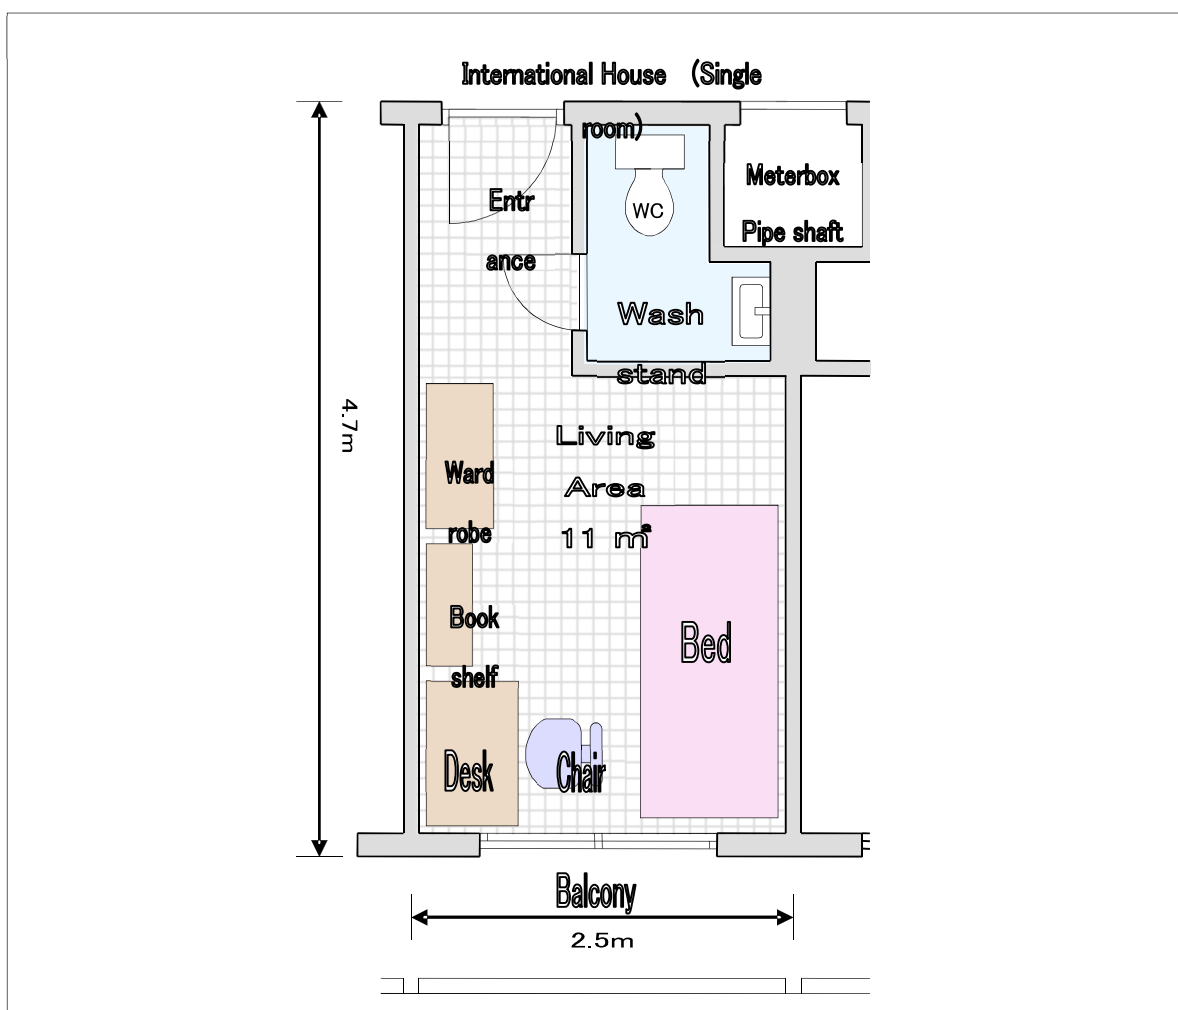 International House (Single
room)
Entr
ance
WC
Meterbox
Pipe shaft
Wash
stand
4.7m
Living
Area
11 ㎡
Ward
robe
Book
shelf
Bed
Desk
Chair
Balcony
2.5m